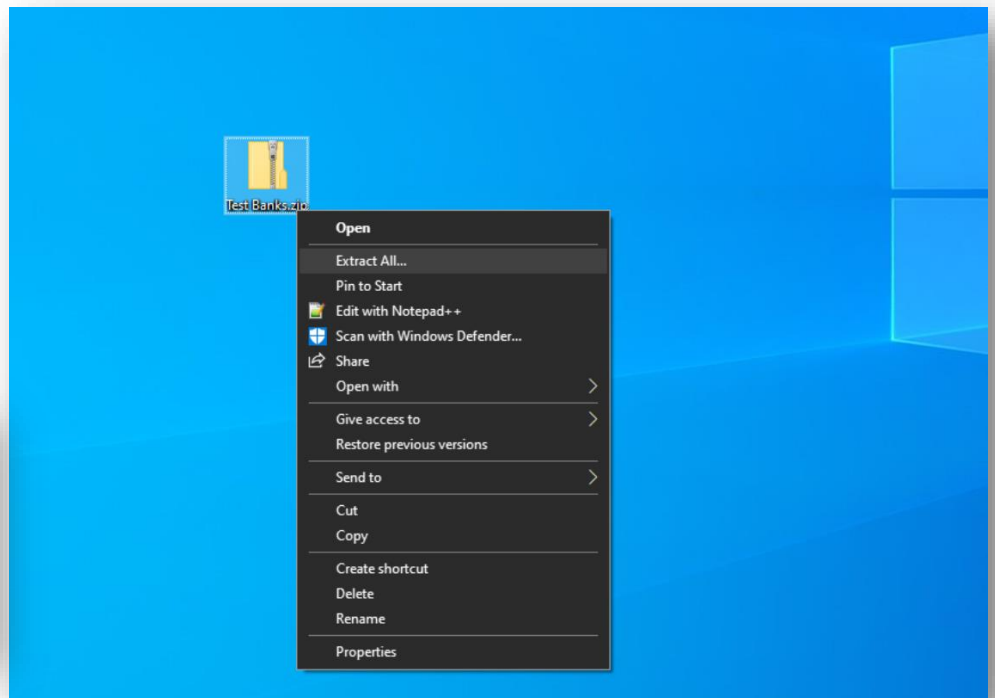 Test Banks.zip
Open
Extract All...
Pin to Start
Edit with Notepad++
Scan with Windows Defender...
Share
Open with
Give access to
Restore previous versions
Send to
Cut
Copy
Create shortcut
Delete
Rename
Properties